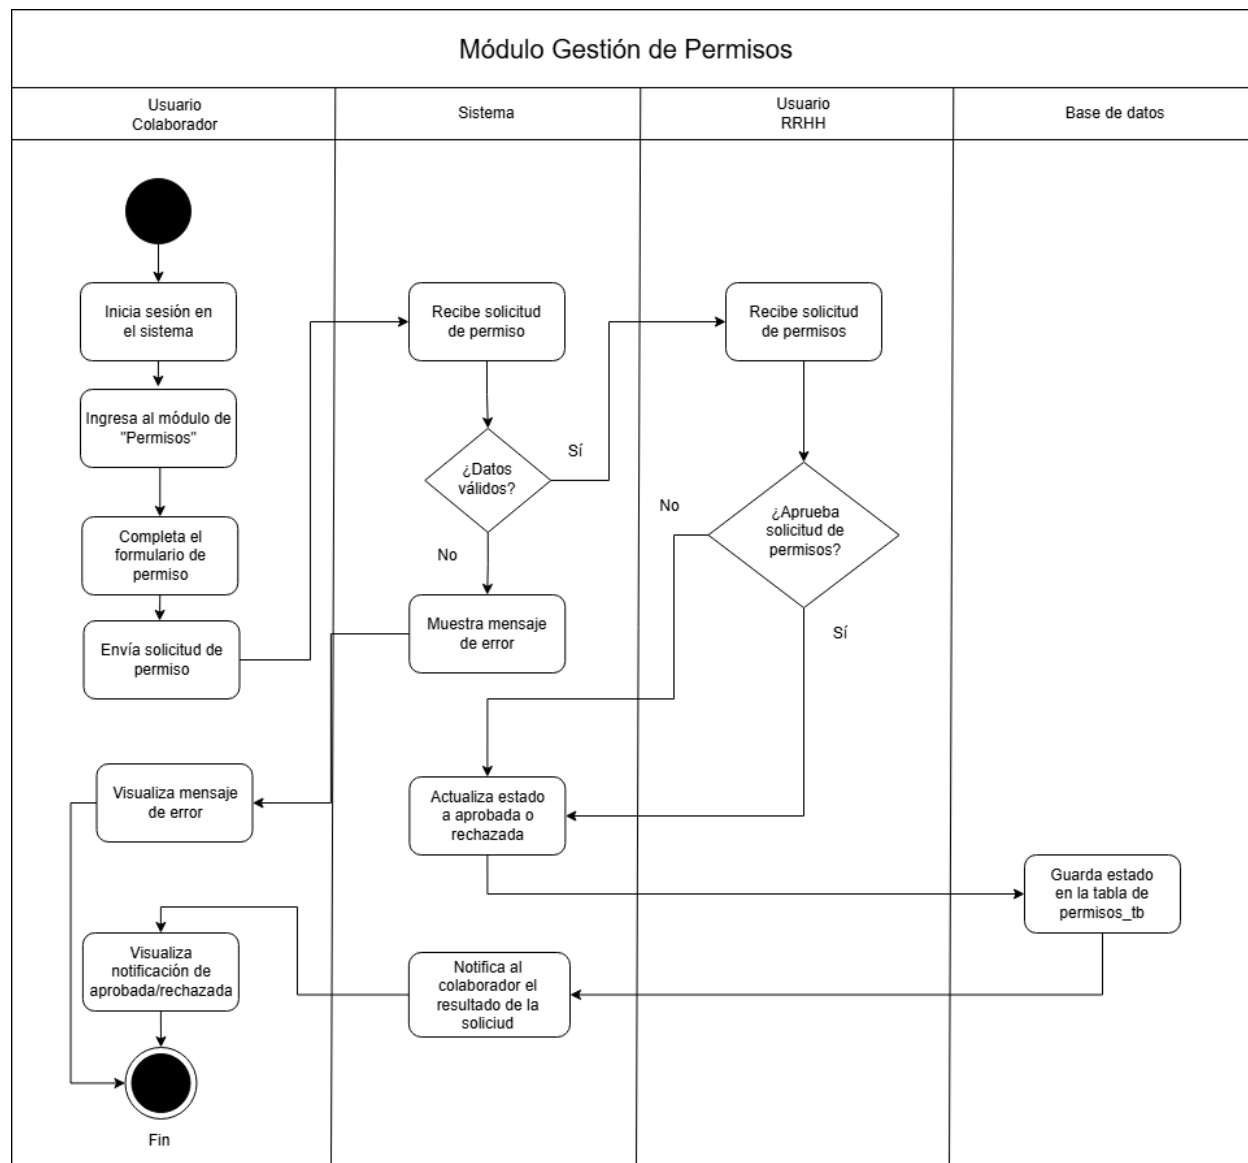 Módulo Gestión de Permisos
Usuario
Colaborador
Sistema
Usuario
RRHH
Base de datos
Inicia sesión en
el sistema
Ingresa al módulo de
"Permisos"
Completa el
formulario de
permiso
Envía solicitud de
permiso
Recibe solicitud
de permiso
¿Datos
válidos?
Sí
No
Muestra mensaje
de error
Recibe solicitud
de permisos
¿Aprueba
solicitud de
permisos?
No
Sí
Visualiza mensaje
de error
Actualiza estado
a aprobada o
rechazada
Guarda estado
en la tabla de
permisos_tb
Notifica al
colaborador el
resultado de la
soliciud
Visualiza
notificación de
aprobada/rechazada
Fin